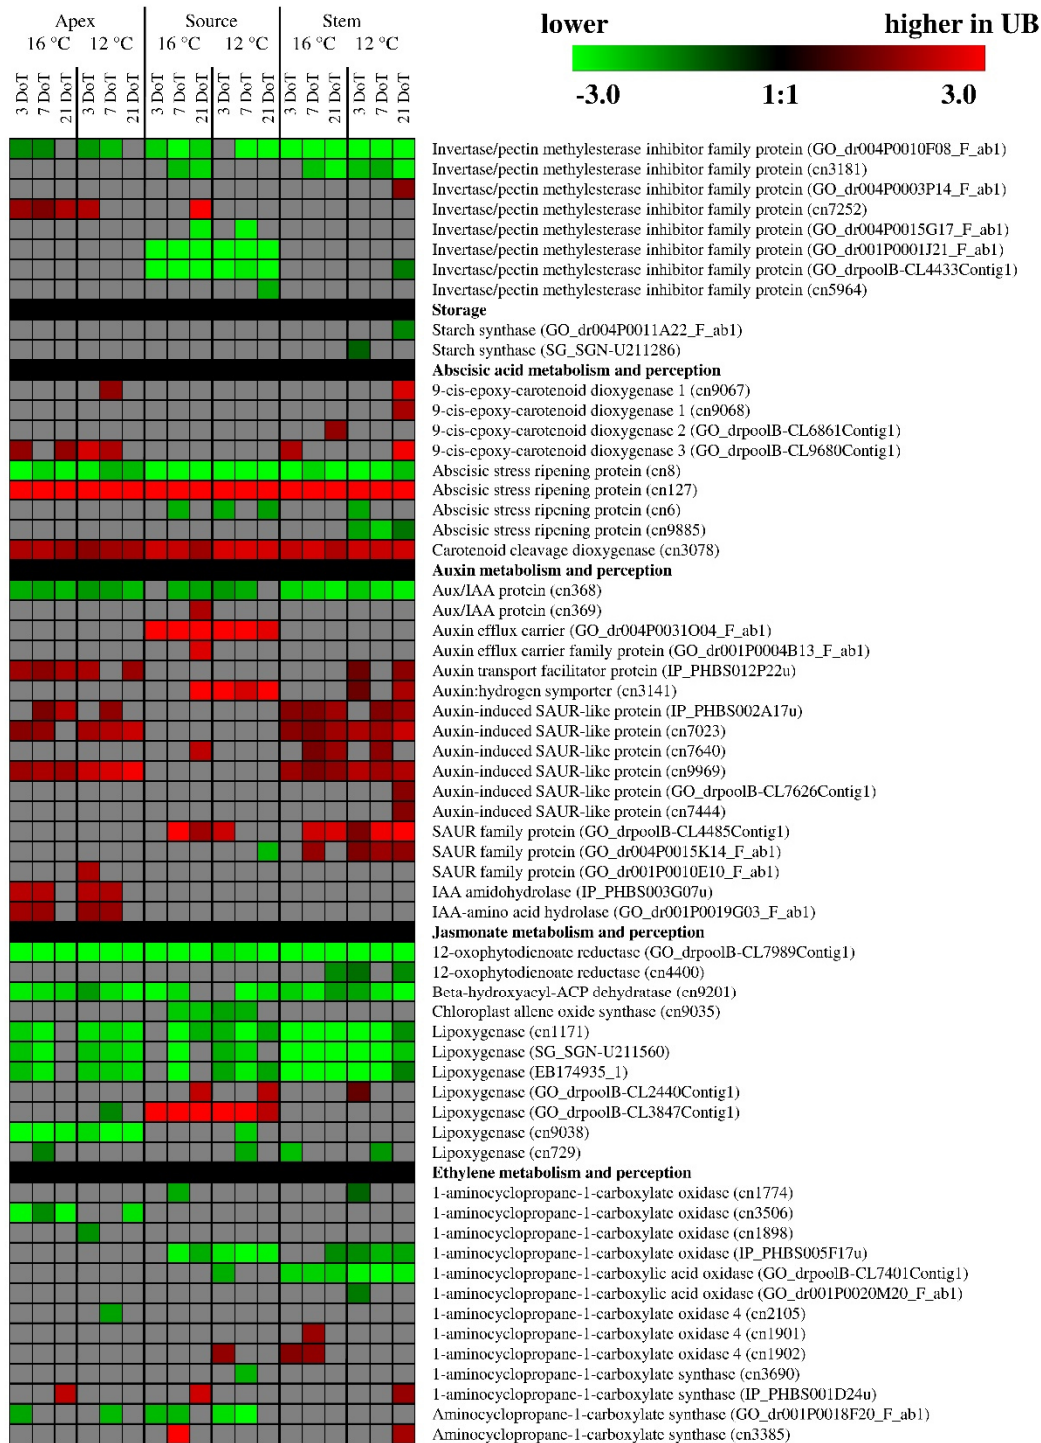 Apex Source Stem
16 °C 12 °C 16 °C 12 °C 16 °C 12 °C
3 DoT 7 DoT 21 DoT 3 DoT 7 DoT 21 DoT 3 DoT 7 DoT 21 DoT 3 DoT 7 DoT 21 DoT 3 DoT 7 DoT 21 DoT 3 DoT 7 DoT 21 DoT
lower higher in UB
-3.0 1:1 3.0
Invertase/pectin methylesterase inhibitor family protein (GO_dr004P0010F08_F_ab1)
Invertase/pectin methylesterase inhibitor family protein (cn3181)
Invertase/pectin methylesterase inhibitor family protein (GO_dr004P0003P14_F_ab1)
Invertase/pectin methylesterase inhibitor family protein (cn7252)
Invertase/pectin methylesterase inhibitor family protein (GO_dr004P0015G17_F_ab1)
Invertase/pectin methylesterase inhibitor family protein (GO_dr001P0001J21_F_ab1)
Invertase/pectin methylesterase inhibitor family protein (GO_drpoolB-CL4433Contig1)
Invertase/pectin methylesterase inhibitor family protein (cn5964)
Storage
Starch synthase (GO_dr004P0011A22_F_ab1)
Starch synthase (SG_SGN-U211286)
Abscisic acid metabolism and perception
9-cis-epoxy-carotenoid dioxygenase 1 (cn9067)
9-cis-epoxy-carotenoid dioxygenase 1 (cn9068)
9-cis-epoxy-carotenoid dioxygenase 2 (GO_drpoolB-CL6861Contig1)
9-cis-epoxy-carotenoid dioxygenase 3 (GO_drpoolB-CL9680Contig1)
Abscisic stress ripening protein (cn8)
Abscisic stress ripening protein (cn127)
Abscisic stress ripening protein (cn6)
Abscisic stress ripening protein (cn9885)
Carotenoid cleavage dioxygenase (cn3078)
Auxin metabolism and perception
Aux/IAA protein (cn368)
Aux/IAA protein (cn369)
Auxin efflux carrier (GO_dr004P0031O04_F_ab1)
Auxin efflux carrier family protein (GO_dr001P0004B13_F_ab1)
Auxin transport facilitator protein (IP_PHBS012P22u)
Auxin:hydrogen symporter (cn3141)
Auxin-induced SAUR-like protein (IP_PHBS002A17u)
Auxin-induced SAUR-like protein (cn7023)
Auxin-induced SAUR-like protein (cn7640)
Auxin-induced SAUR-like protein (cn9969)
Auxin-induced SAUR-like protein (GO_drpoolB-CL7626Contig1)
Auxin-induced SAUR-like protein (cn7444)
SAUR family protein (GO_drpoolB-CL4485Contig1)
SAUR family protein (GO_dr004P0015K14_F_ab1)
SAUR family protein (GO_dr001P0010E10_F_ab1)
IAA amidohydrolase (IP_PHBS003G07u)
IAA-amino acid hydrolase (GO_dr001P0019G03_F_ab1)
Jasmonate metabolism and perception
12-oxophytodienoate reductase (GO_drpoolB-CL7989Contig1)
12-oxophytodienoate reductase (cn4400)
Beta-hydroxyacyl-ACP dehydratase (cn9201)
Chloroplast allene oxide synthase (cn9035)
Lipoxygenase (cn1171)
Lipoxygenase (SG_SGN-U211560)
Lipoxygenase (EB174935_1)
Lipoxygenase (GO_drpoolB-CL2440Contig1)
Lipoxygenase (GO_drpoolB-CL3847Contig1)
Lipoxygenase (cn9038)
Lipoxygenase (cn729)
Ethylene metabolism and perception
1-aminocyclopropane-1-carboxylate oxidase (cn1774)
1-aminocyclopropane-1-carboxylate oxidase (cn3506)
1-aminocyclopropane-1-carboxylate oxidase (cn1898)
1-aminocyclopropane-1-carboxylate oxidase (IP_PHBS005F17u)
1-aminocyclopropane-1-carboxylic acid oxidase (GO_drpoolB-CL7401Contig1)
1-aminocyclopropane-1-carboxylic acid oxidase (GO_dr001P0020M20_F_ab1)
1-aminocyclopropane-1-carboxylate oxidase 4 (cn2105)
1-aminocyclopropane-1-carboxylate oxidase 4 (cn1901)
1-aminocyclopropane-1-carboxylate oxidase 4 (cn1902)
1-aminocyclopropane-1-carboxylate synthase (cn3690)
1-aminocyclopropane-1-carboxylate synthase (IP_PHBS001D24u)
Aminocyclopropane-1-carboxylate synthase (GO_dr001P0018F20_F_ab1)
Aminocyclopropane-1-carboxylate synthase (cn3385)